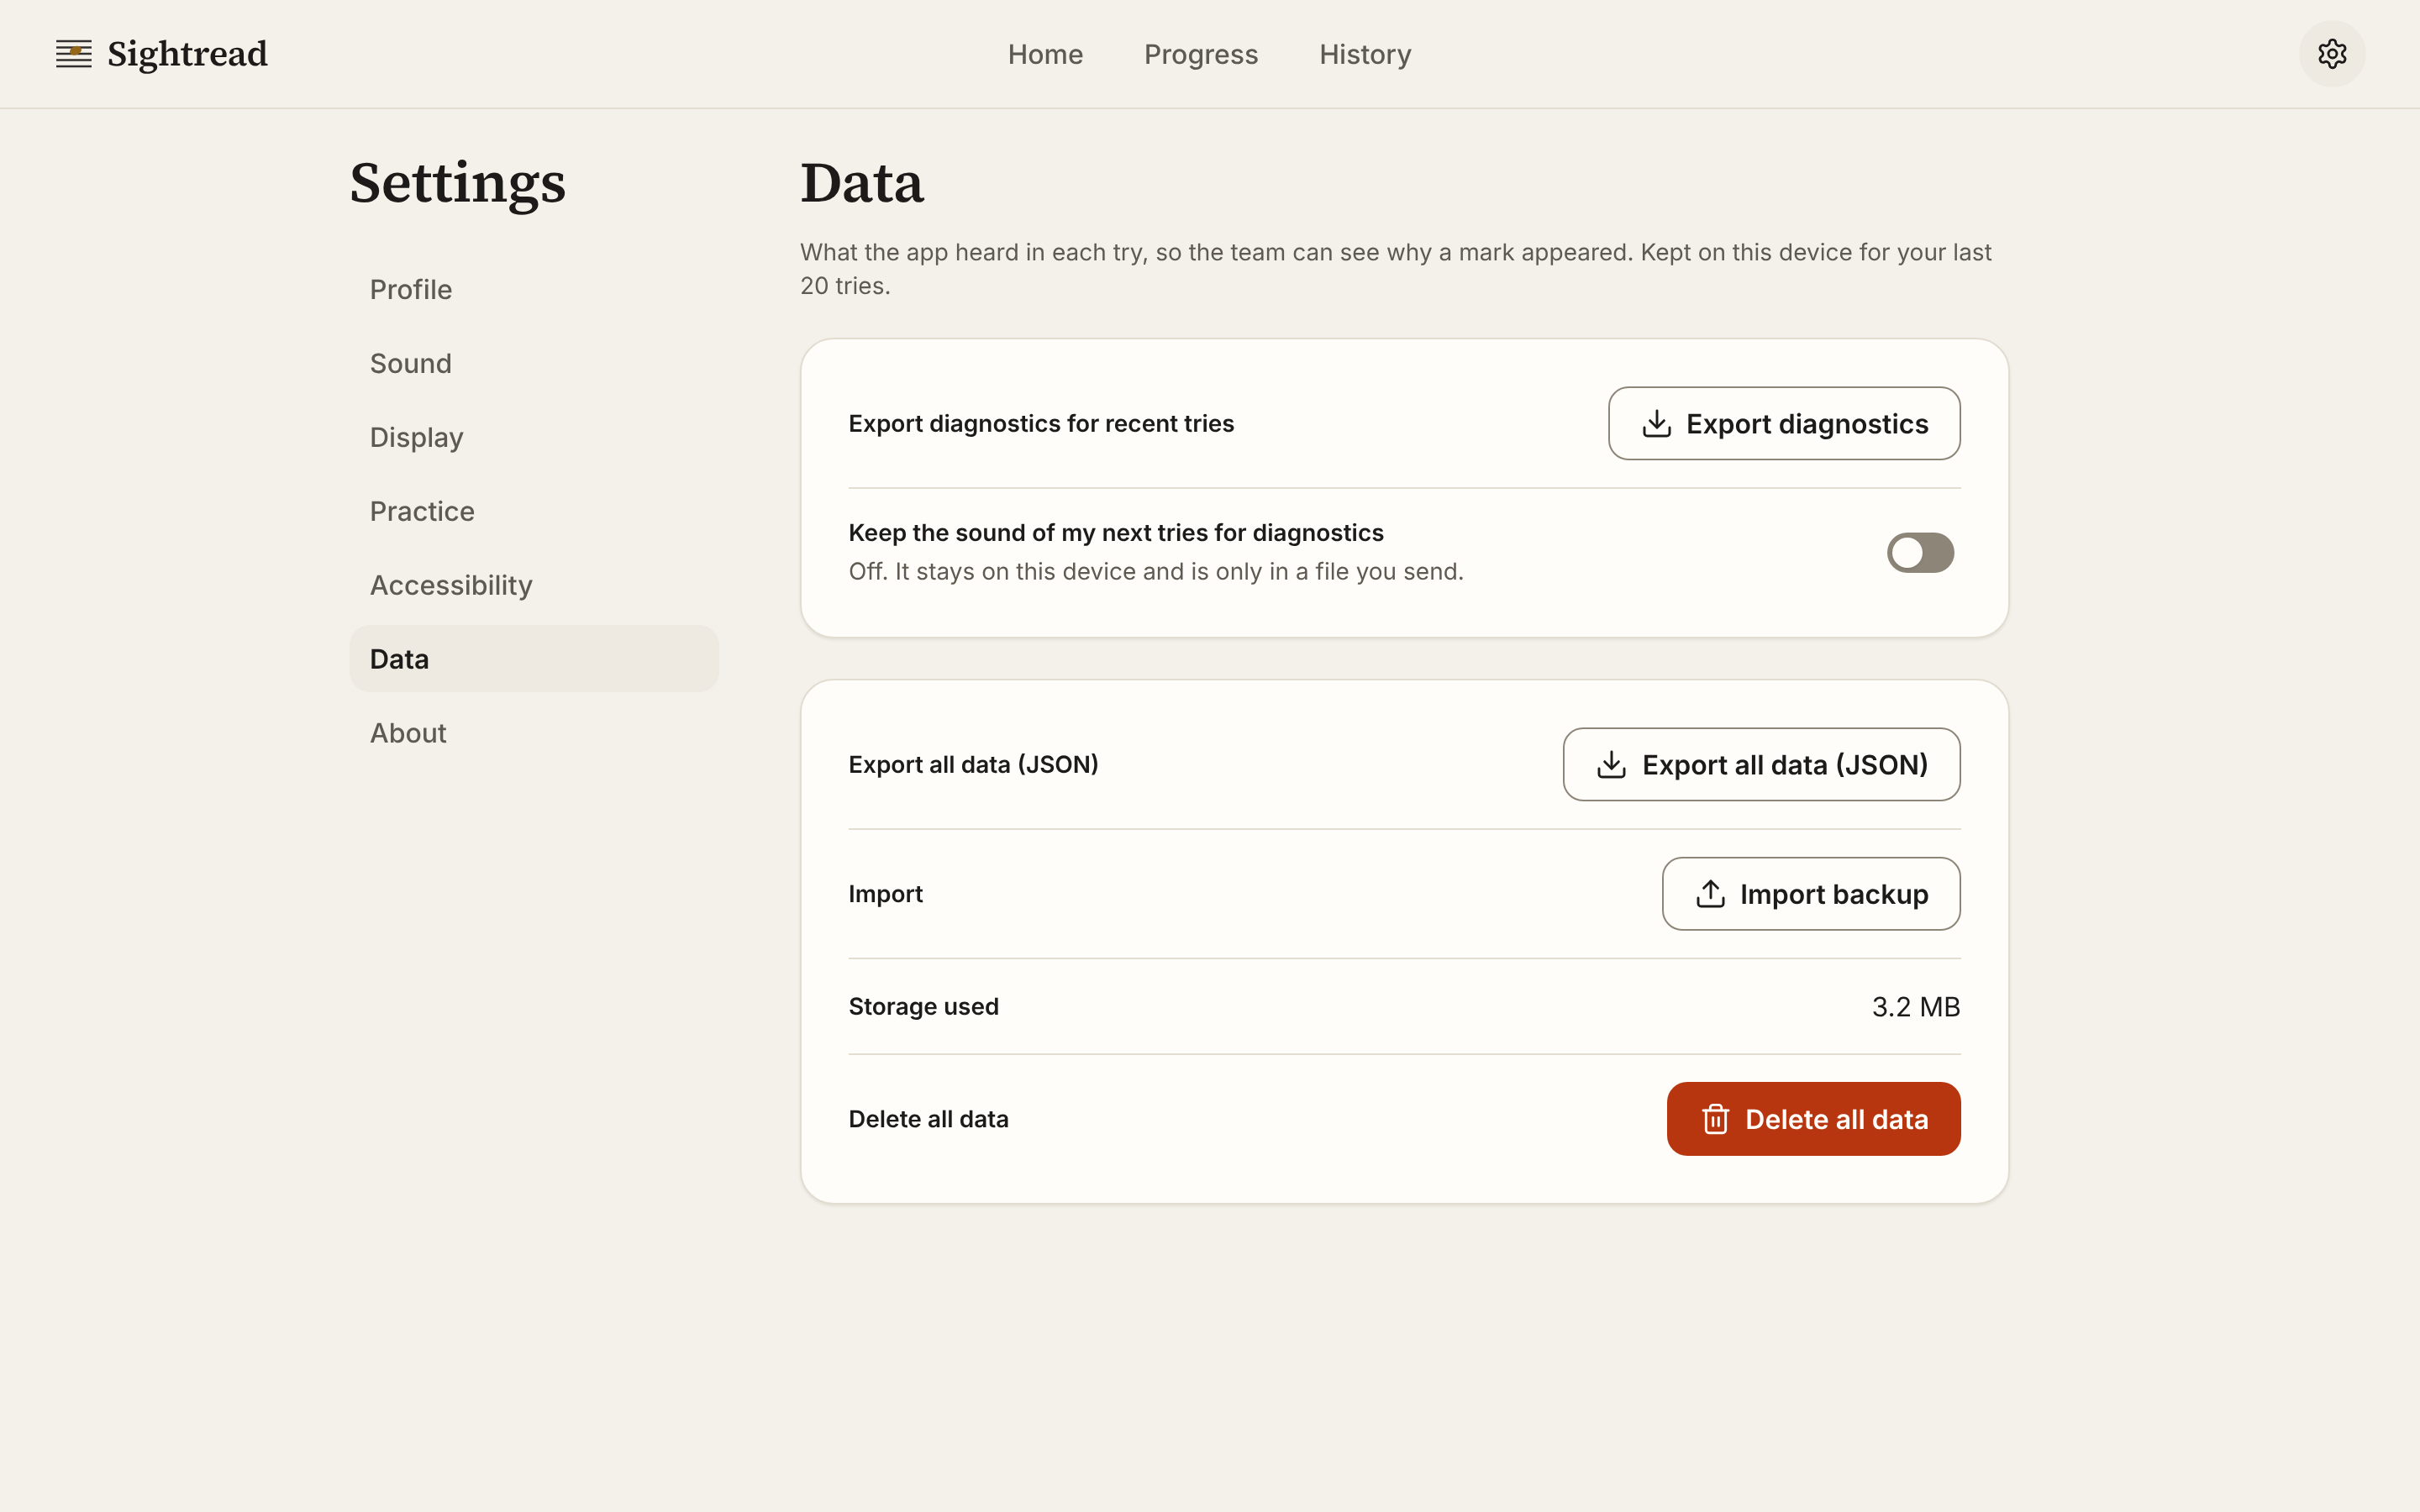 Sightread
Home
Progress
History
Settings
Profile
Sound
Display
Practice
Accessibility
Data
About
Data
What the app heard in each try, so the team can see why a mark appeared. Kept on this device for your last
20 tries.
Export diagnostics for recent tries
Export diagnostics
Keep the sound of my next tries for diagnostics
Off. It stays on this device and is only in a file you send.
Export all data (JSON)
Export all data (JSON)
Import
Import backup
Storage used
3.2 MB
Delete all data
Delete all data